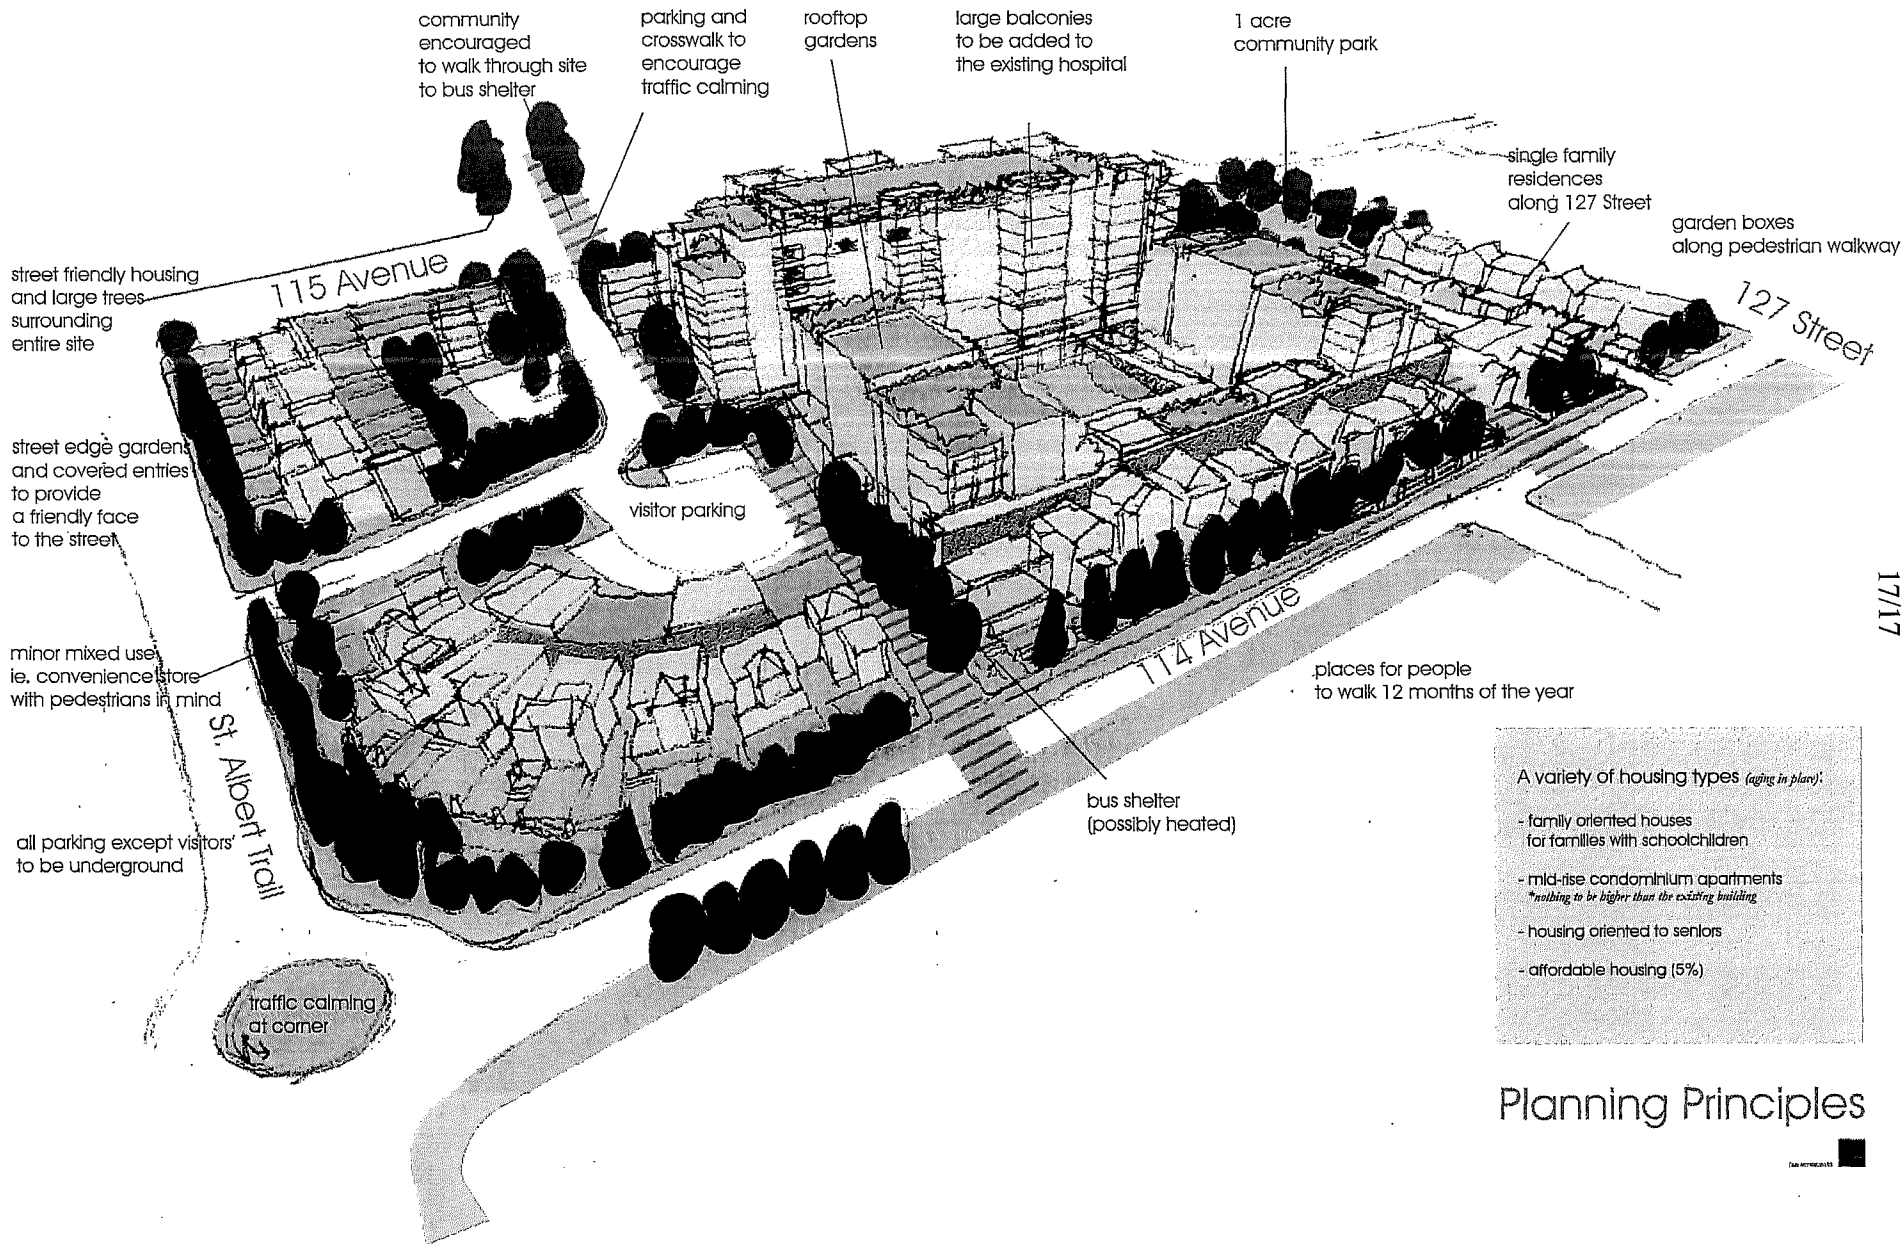 community
encouraged
to walk through site
to bus shelter
parking and
crosswalk to
encourage
traffic calming
rooftop
gardens
large balconies
to be added to
the existing hospital
1 acre
community park
single family
residences
along 127 Street
garden boxes
along pedestrian walkway
127 Street
115 Avenue
street friendly housing
and large trees
surrounding
entire site
street edge gardens
and covered entries
to provide
a friendly face
to the street
visitor parking
minor mixed use
ie. convenience store
with pedestrians in mind
St. Albert Trail
all parking except visitors'
to be underground
traffic calming
at corner
114 Avenue
places for people
to walk 12 months of the year
bus shelter
(possibly heated)
17/17
A variety of housing types (aging in place):
- family oriented houses
for families with schoolchildren
- mid-rise condominium apartments
*nothing to be higher than the existing building
- housing oriented to seniors
- affordable housing (5%)
Planning Principles